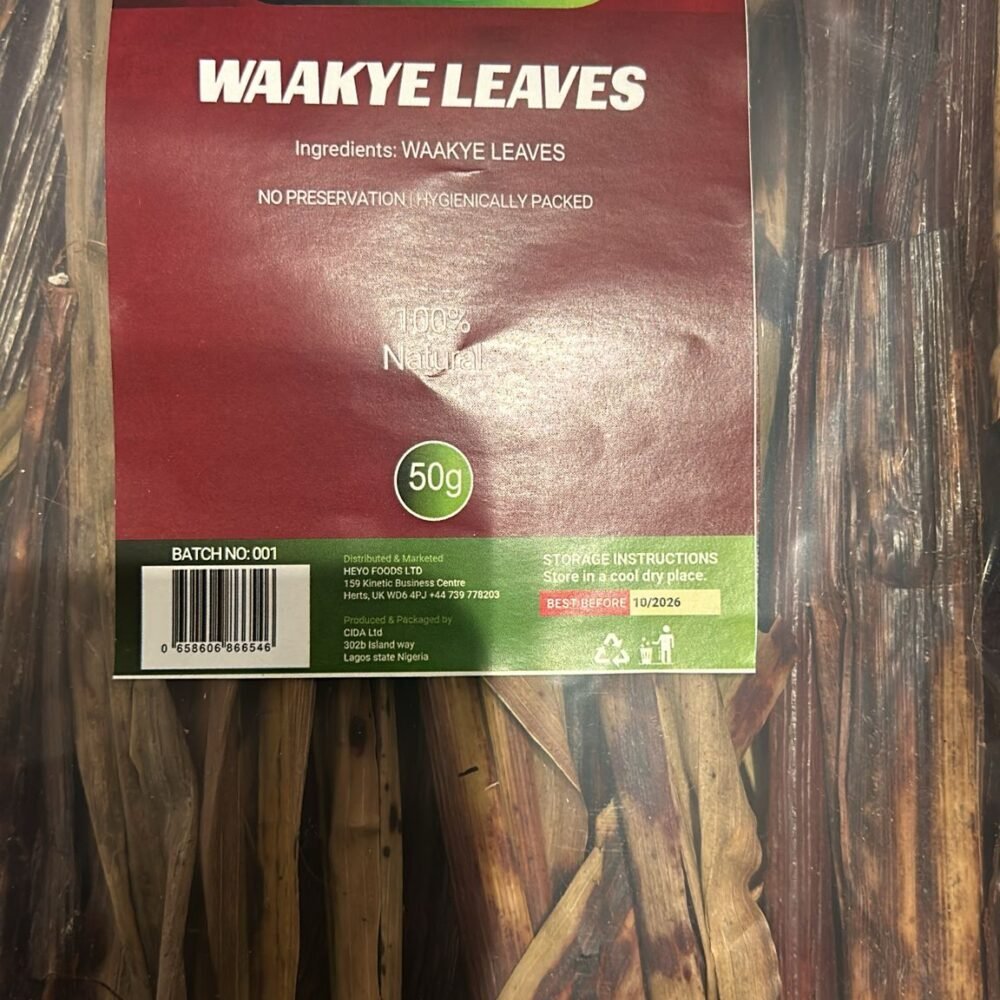 WAAKYE LEAVES
Ingredients: WAAKYE LEAVES
NO PRESERVATION | HYGIENICALLY PACKED
100%
Natural
50g
BATCH NO: 001
0 658606 866546
Distributed & Marketed
HEYO FOODS LTD
159 Kinetic Business Centre
Herts, UK WD6 4PJ +44 739 778203
Produced & Packaged by
CIDA Ltd
302b Island way
Lagos state Nigeria
STORAGE INSTRUCTIONS
Store in a cool dry place.
BEST BEFORE 10/2026